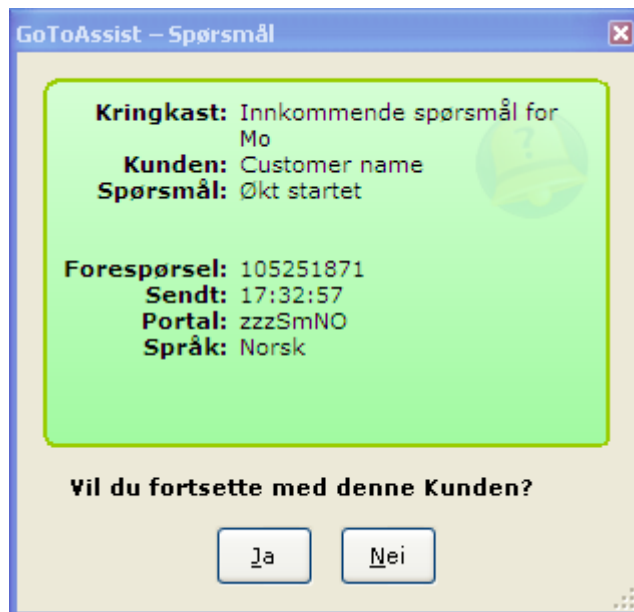 GoToAssist – Spørsmål
Kringkast: Innkommende spørsmål for
Mo
Kunden: Customer name
Spørsmål: Økt startet
Forespørsel: 105251871
Sendt: 17:32:57
Portal: zzzSmNO
Språk: Norsk
Vil du fortsette med denne Kunden?
Ja Nei